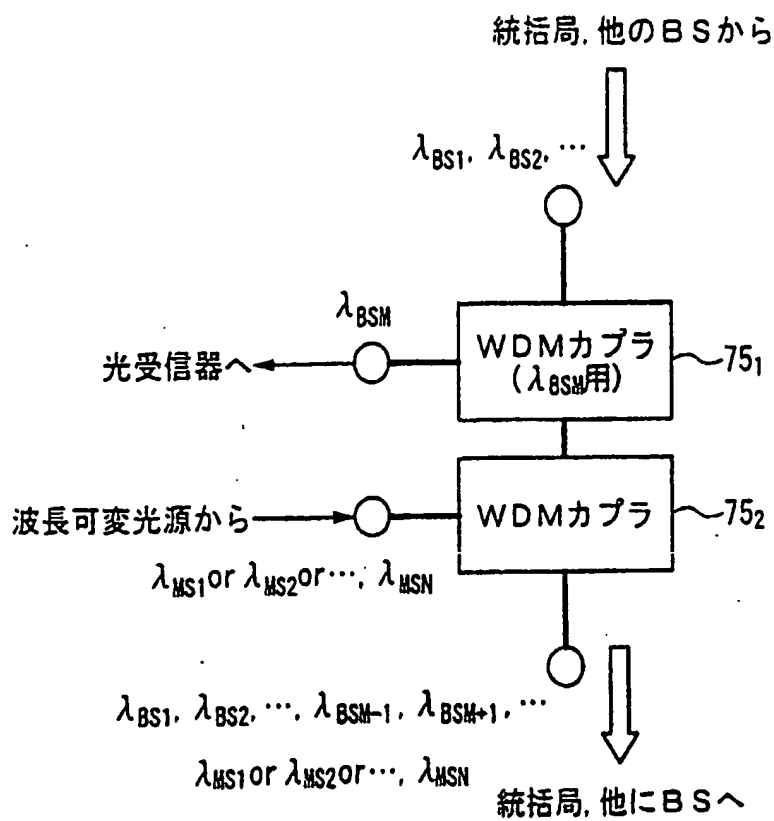 統括局,他のBSから
λBS1, λBS2, …
λBSM
光受信器へ
WDMカプラ
(λBSM用)
75₁
波長可変光源から
WDMカプラ
75₂
λMS1 or λMS2 or …, λMSN
λBS1, λBS2, …, λBSM-1, λBSM+1, …
λMS1 or λMS2 or …, λMSN
統括局,他にBSへ